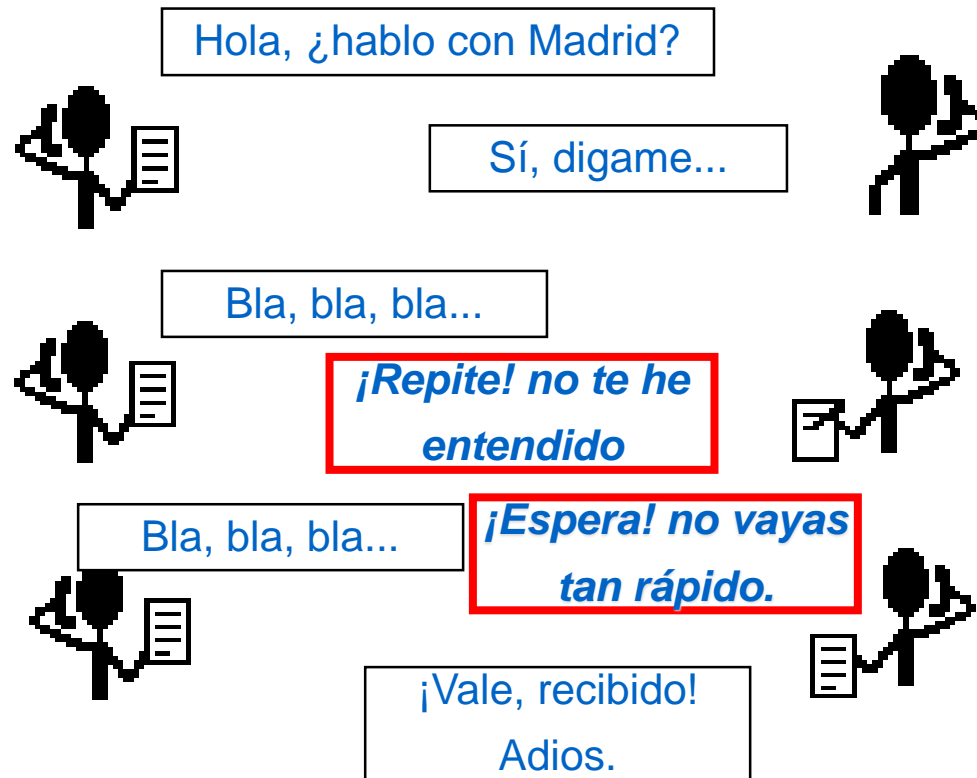 Hola, ¿hablo con Madrid?
Sí, digame...
Bla, bla, bla...
¡Repite! no te he
entendido
Bla, bla, bla...
¡Espera! no vayas
tan rápido.
¡Vale, recibido!
Adios.